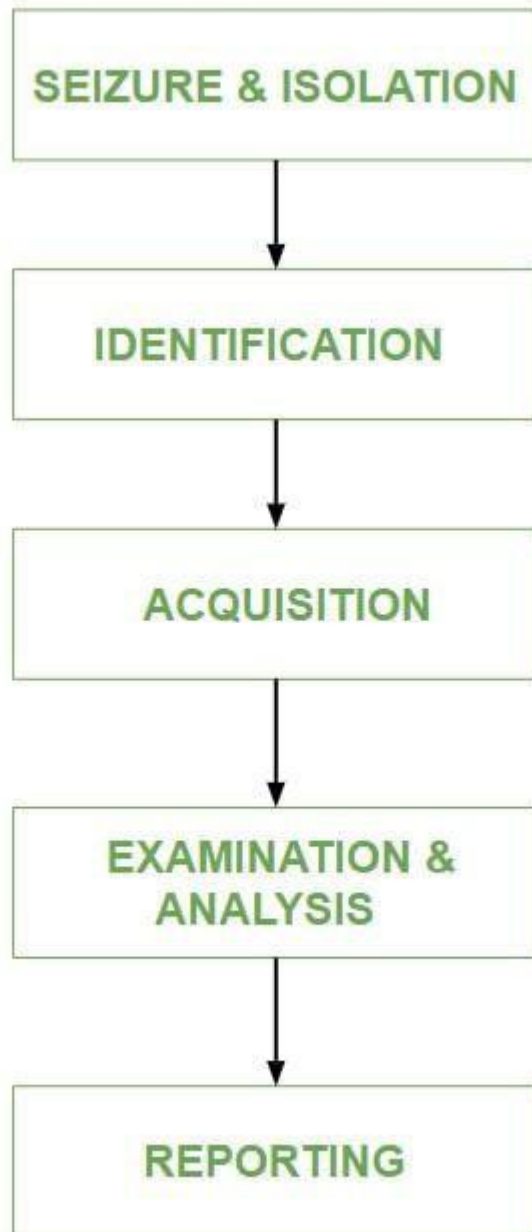 SEIZURE & ISOLATION
IDENTIFICATION
ACQUISITION
EXAMINATION &
ANALYSIS
REPORTING